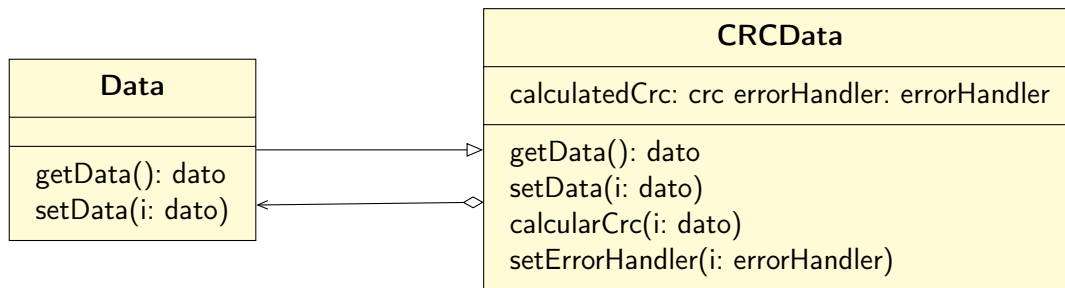 Data
getData(): dato
setData(i: dato)
CRCData
calculatedCrc: crc errorHandler: errorHandler
getData(): dato
setData(i: dato)
calcularCrc(i: dato)
setErrorHandler(i: errorHandler)